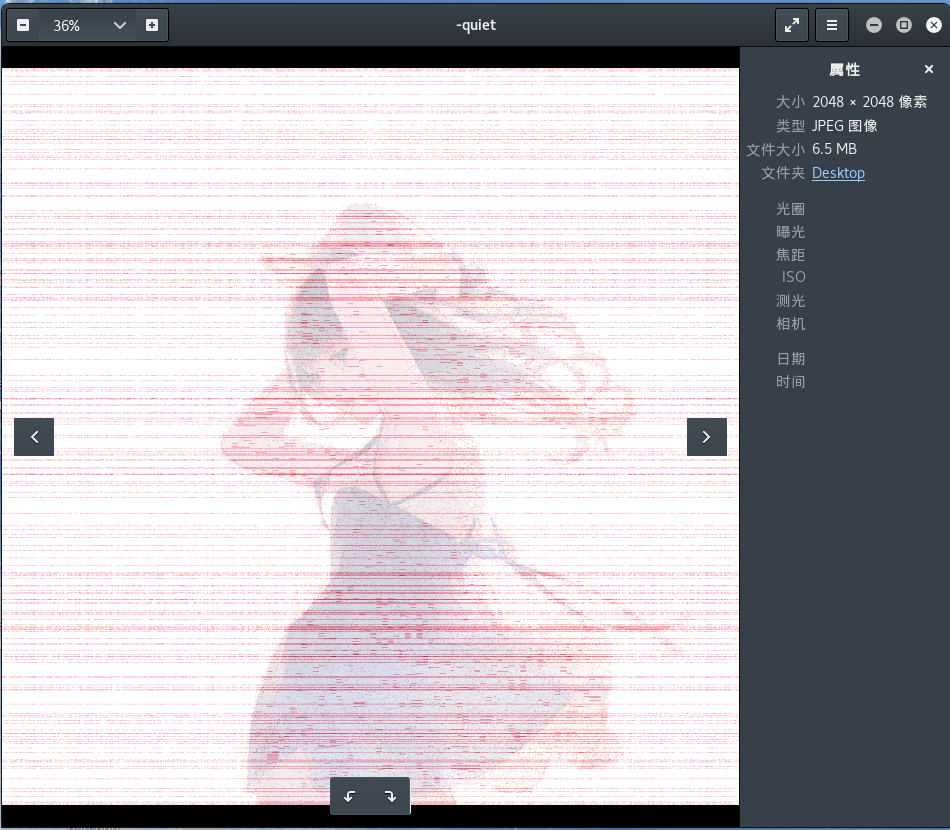 36%
-quiet
属性
大小 2048 × 2048 像素
类型 JPEG 图像
文件大小 6.5 MB
文件夹 Desktop
光圈
曝光
焦距
ISO
测光
相机
日期
时间